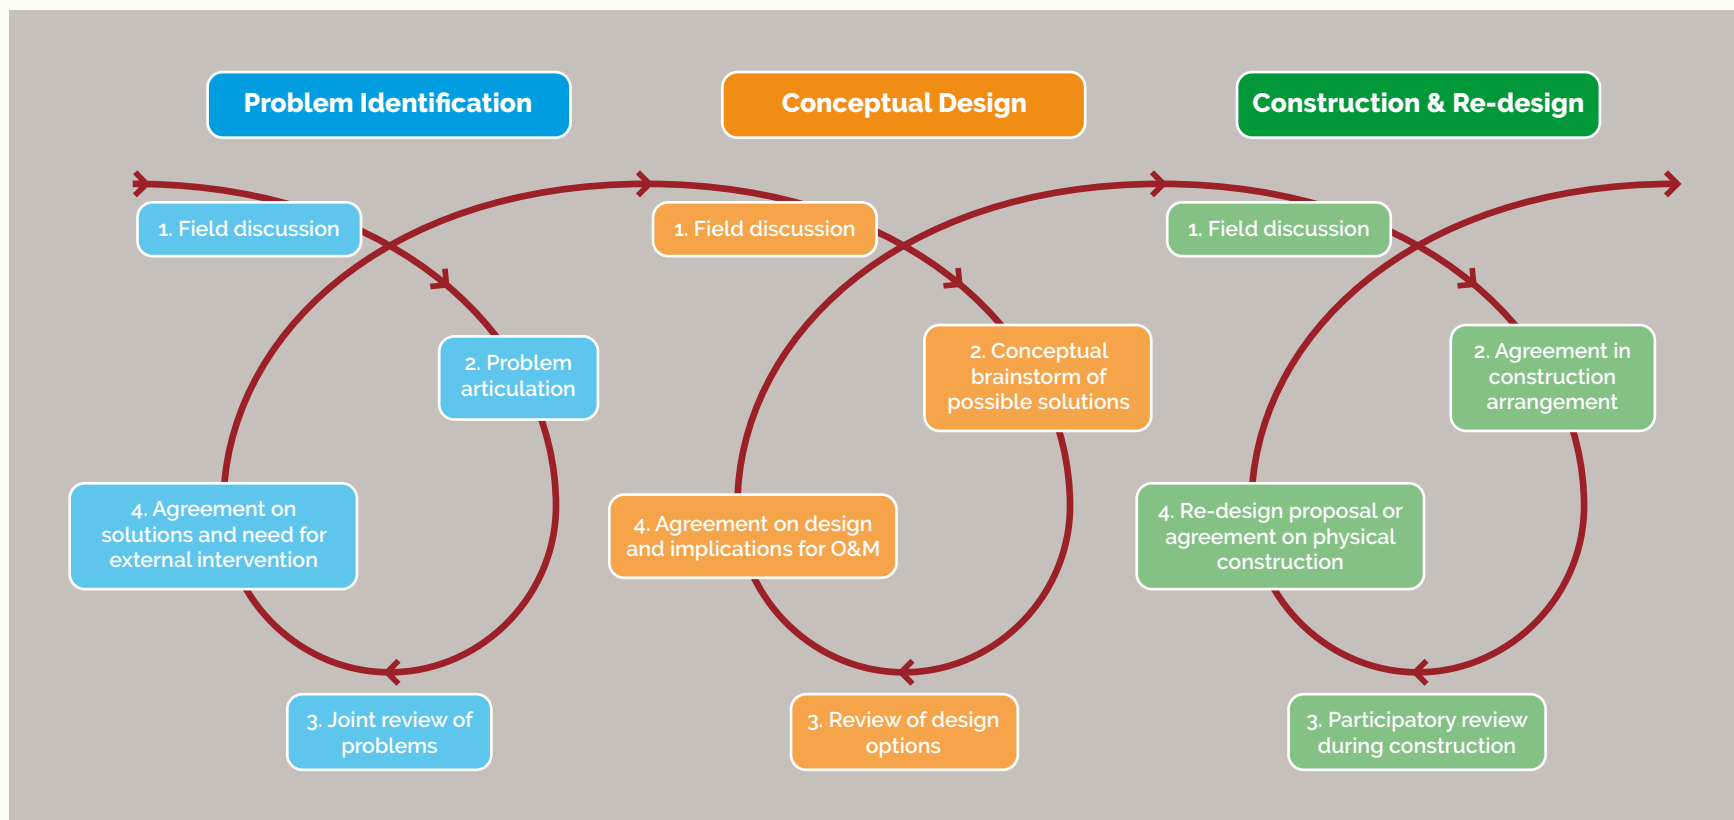 Problem Identification
1. Field discussion
2. Problem
articulation
3. Joint review of
problems
4. Agreement on
solutions and need for
external intervention
Conceptual Design
1. Field discussion
2. Conceptual
brainstorm of
possible solutions
3. Review of design
options
4. Agreement on design
and implications for O&M
Construction & Re-design
1. Field discussion
2. Agreement in
construction
arrangement
3. Participatory review
during construction
4. Re-design proposal or
agreement on physical
construction